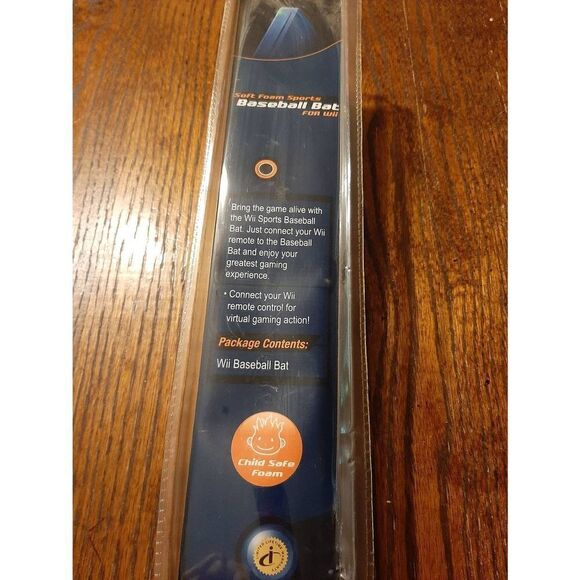 Soft Foam Sports
Baseball Bat
FOR Wii
Bring the game alive with
the Wii Sports Baseball
Bat. Just connect your Wii
remote to the Baseball
Bat and enjoy your
greatest gaming
experience.
• Connect your Wii
remote control for
virtual gaming action!
Package Contents:
Wii Baseball Bat
Child Safe
Foam